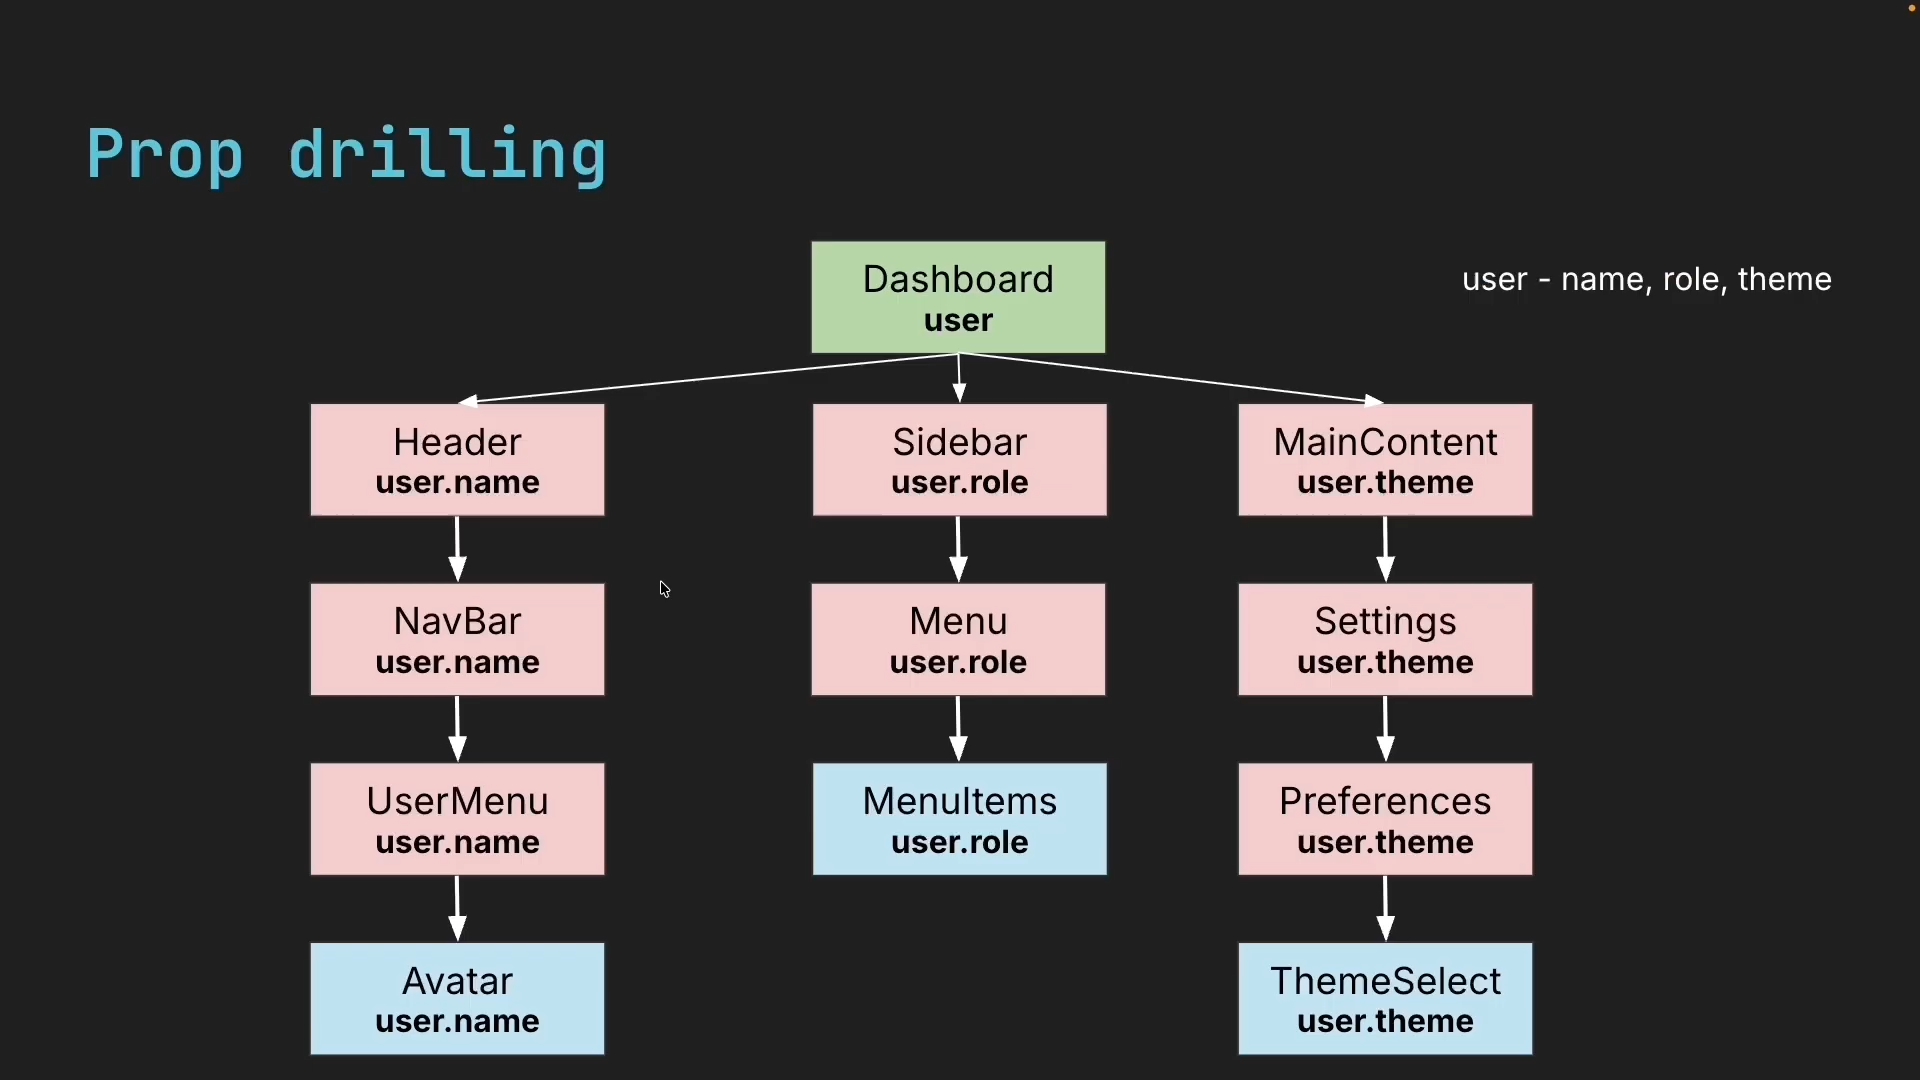 Prop drilling
Dashboard
user
user - name, role, theme
Header
user.name
Sidebar
user.role
MainContent
user.theme
NavBar
user.name
Menu
user.role
Settings
user.theme
UserMenu
user.name
MenuItems
user.role
Preferences
user.theme
Avatar
user.name
ThemeSelect
user.theme